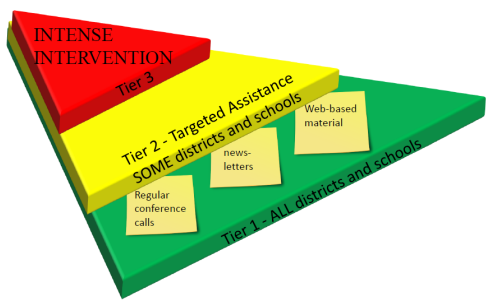 INTENSE
INTERVENTION
Tier 3
Tier 2 - Targeted Assistance
SOME districts and schools
Web-based
material
news-
letters
Regular
conference
calls
Tier 1 - ALL districts and schools